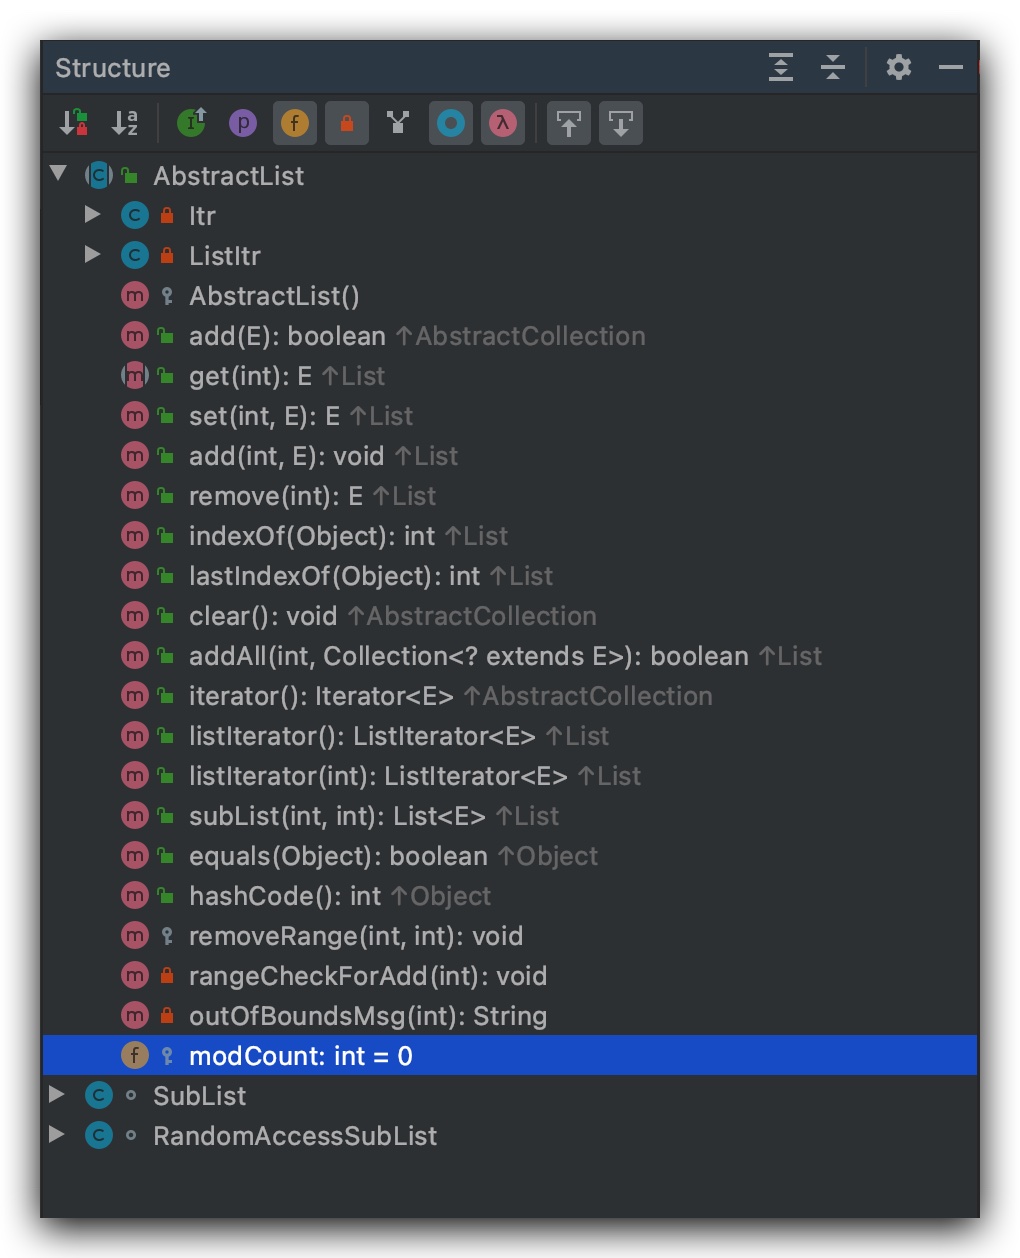 Structure
AbstractList
Itr
ListItr
AbstractList()
add(E): boolean ↑AbstractCollection
get(int): E ↑List
set(int, E): E ↑List
add(int, E): void ↑List
remove(int): E ↑List
indexOf(Object): int ↑List
lastIndexOf(Object): int ↑List
clear(): void ↑AbstractCollection
addAll(int, Collection<? extends E>): boolean ↑List
iterator(): Iterator<E> ↑AbstractCollection
listIterator(): ListIterator<E> ↑List
listIterator(int): ListIterator<E> ↑List
subList(int, int): List<E> ↑List
equals(Object): boolean ↑Object
hashCode(): int ↑Object
removeRange(int, int): void
rangeCheckForAdd(int): void
outOfBoundsMsg(int): String
modCount: int = 0
SubList
RandomAccessSubList